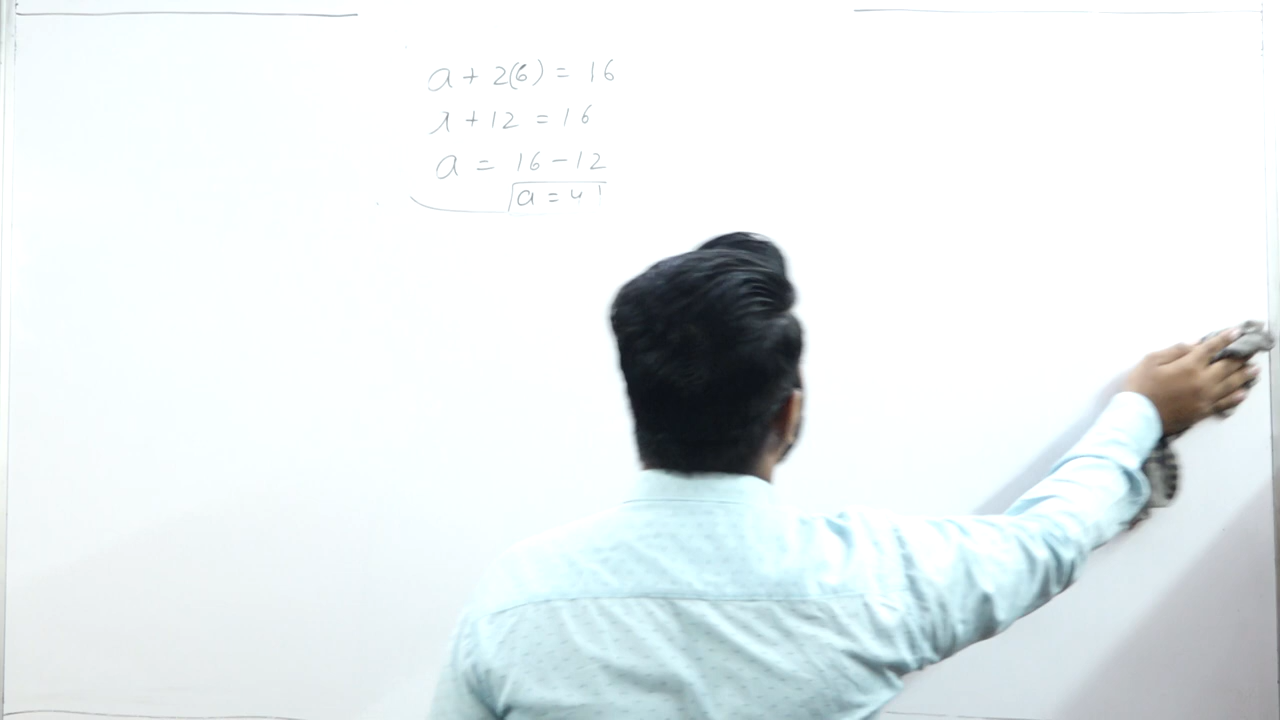 a + 2(6) = 16
a + 12 = 16
a = 16 - 12
a = 4